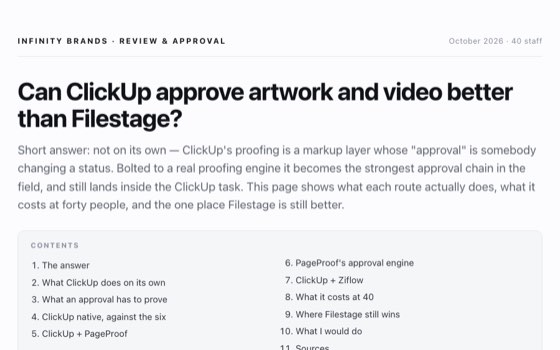 INFINITY BRANDS · REVIEW & APPROVAL
October 2026 · 40 staff
Can ClickUp approve artwork and video better
than Filestage?
Short answer: not on its own — ClickUp's proofing is a markup layer whose "approval" is somebody
changing a status. Bolted to a real proofing engine it becomes the strongest approval chain in the
field, and still lands inside the ClickUp task. This page shows what each route actually does, what it
costs at forty people, and the one place Filestage is still better.
CONTENTS
1. The answer
2. What ClickUp does on its own
3. What an approval has to prove
4. ClickUp native, against the six
5. ClickUp + PageProof
6. PageProof's approval engine
7. ClickUp + Ziflow
8. What it costs at 40
9. Where Filestage still wins
10. What I would do
11. Sources